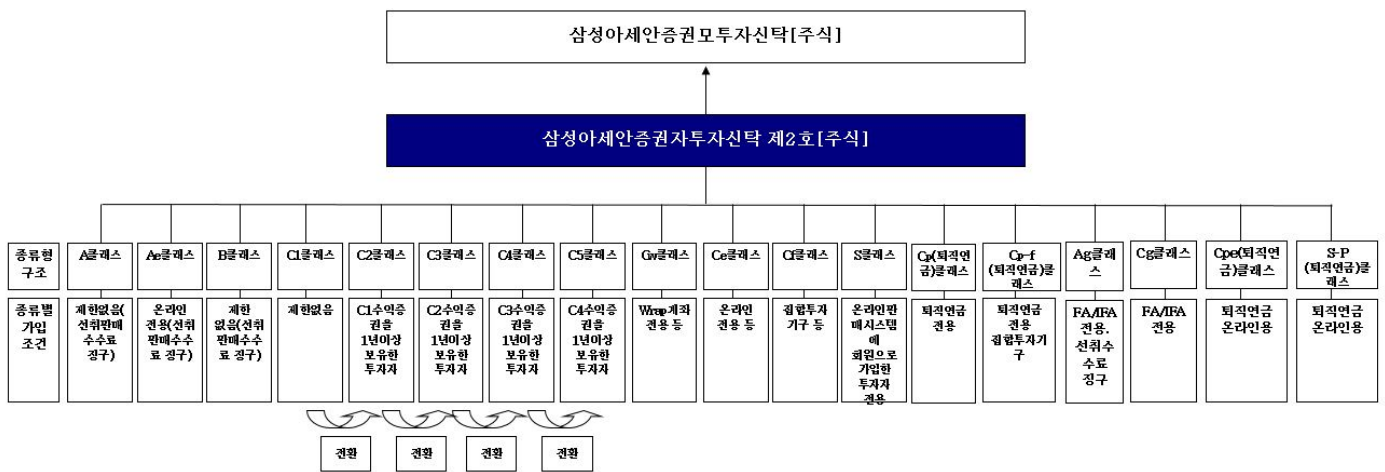 삼성아세안증권모투자신탁[주식]
삼성아세안증권자투자신탁 제2호[주식]
종류형
구조
A클래스
Ae클래스
B클래스
C1클래스
C2클래스
C3클래스
C4클래스
C5클래스
Cw클래스
Ce클래스
Cf클래스
S클래스
Cp(퇴직연
금)클래스
Cp-f
(퇴직연금)클
래스
Ag클래
스
Cg클래스
Cpe(퇴직연
금)클래스
S-P
(퇴직연금)클
래스
종류별
가입
조건
제한없음(
선취판매
수수료
징구)
온라인
전용(선취
판매수수
료 징구)
제한
없음(선취
판매수수
료 징구)
제한없음
C1수익증
권을
1년이상
보유한
투자자
C2수익증
권을
1년이상
보유한
투자자
C3수익증
권을
1년이상
보유한
투자자
C4수익증
권을
1년이상
보유한
투자자
Wrap계좌
전용 등
온라인
전용 등
집합투자
기구 등
온라인판
매시스템
에
회원으로
가입한
투자자
전용
퇴직연금
전용
퇴직연금
전용
집합투자기
구
FA/IFA
전용.
선취수
수료
징구
FA/IFA
전용
퇴직연금
온라인용
퇴직연금
온라인용
전환
전환
전환
전환